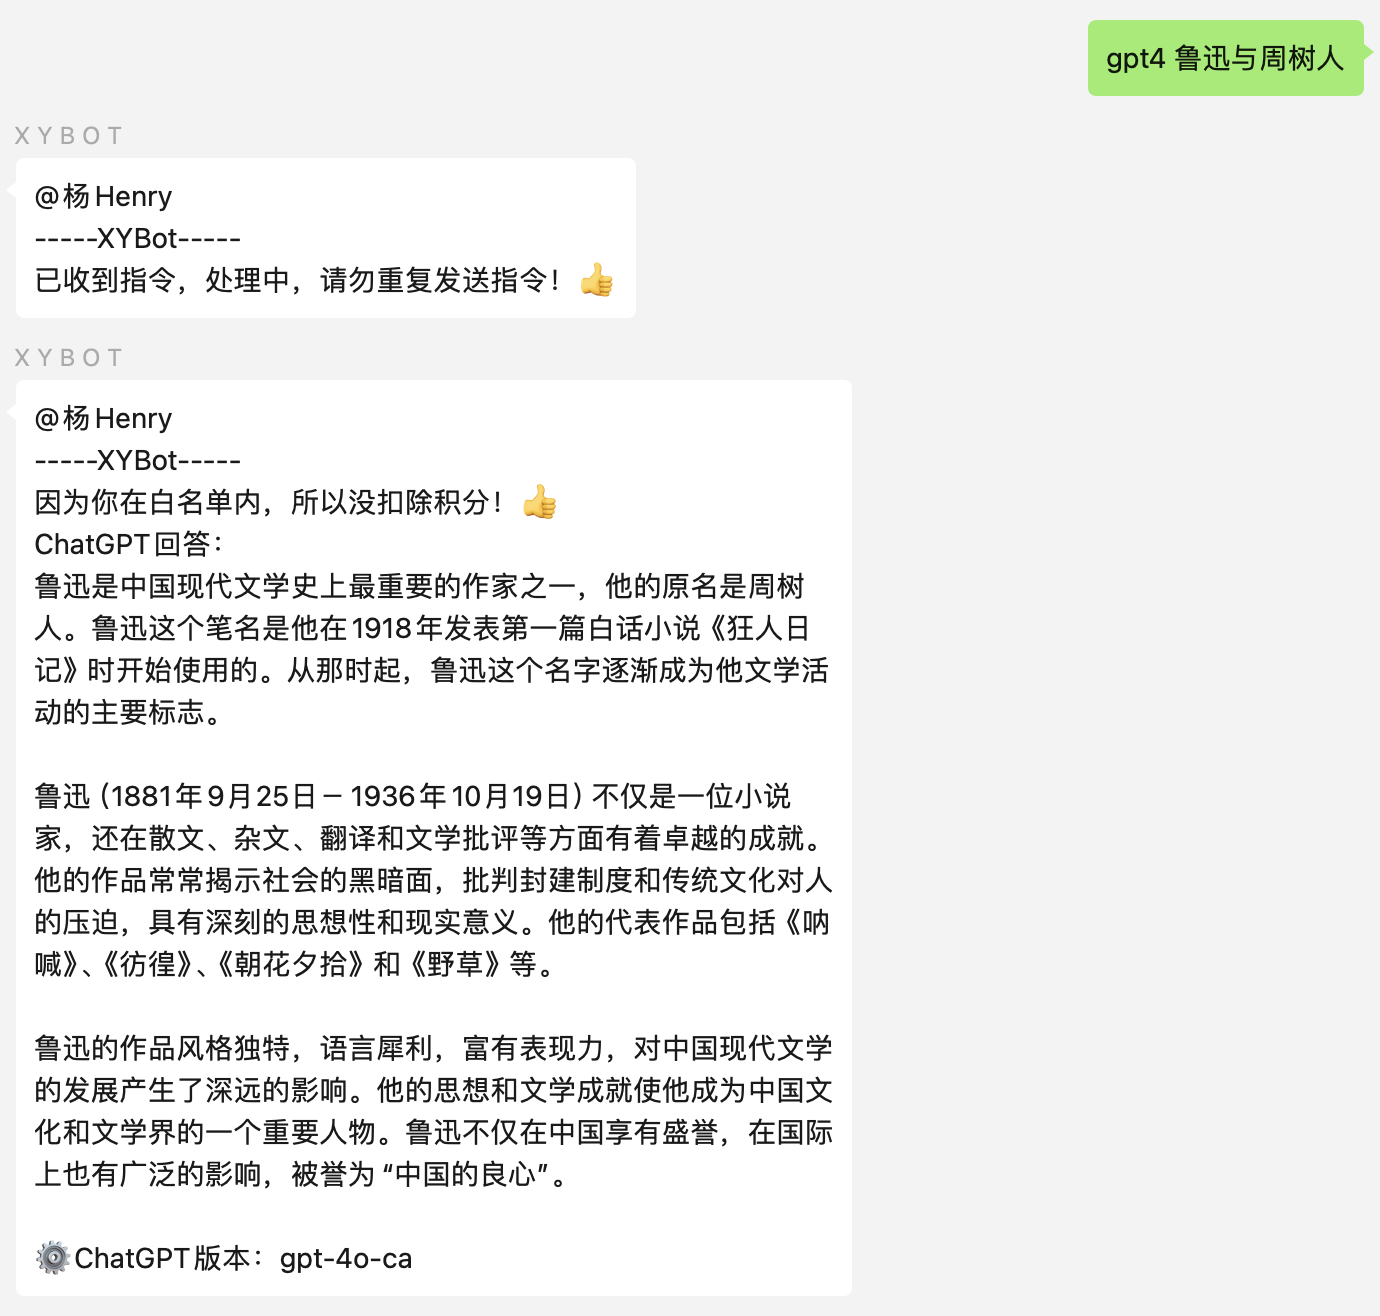 gpt4 鲁迅与周树人
XYBOT
@杨Henry
-----XYBot-----
已收到指令，处理中，请勿重复发送指令！👍
XYBOT
@杨Henry
-----XYBot-----
因为你在白名单内，所以没扣除积分！👍
ChatGPT回答：
鲁迅是中国现代文学史上最重要的作家之一，他的原名是周树
人。鲁迅这个笔名是他在1918年发表第一篇白话小说《狂人日
记》时开始使用的。从那时起，鲁迅这个名字逐渐成为他文学活
动的主要标志。
鲁迅（1881年9月25日－1936年10月19日）不仅是一位小说
家，还在散文、杂文、翻译和文学批评等方面有着卓越的成就。
他的作品常常揭示社会的黑暗面，批判封建制度和传统文化对人
的压迫，具有深刻的思想性和现实意义。他的代表作品包括《呐
喊》、《彷徨》、《朝花夕拾》和《野草》等。
鲁迅的作品风格独特，语言犀利，富有表现力，对中国现代文学
的发展产生了深远的影响。他的思想和文学成就使他成为中国文
化和文学界的一个重要人物。鲁迅不仅在中国享有盛誉，在国际
上也有广泛的影响，被誉为“中国的良心”。
⚙️ChatGPT版本：gpt-4o-ca